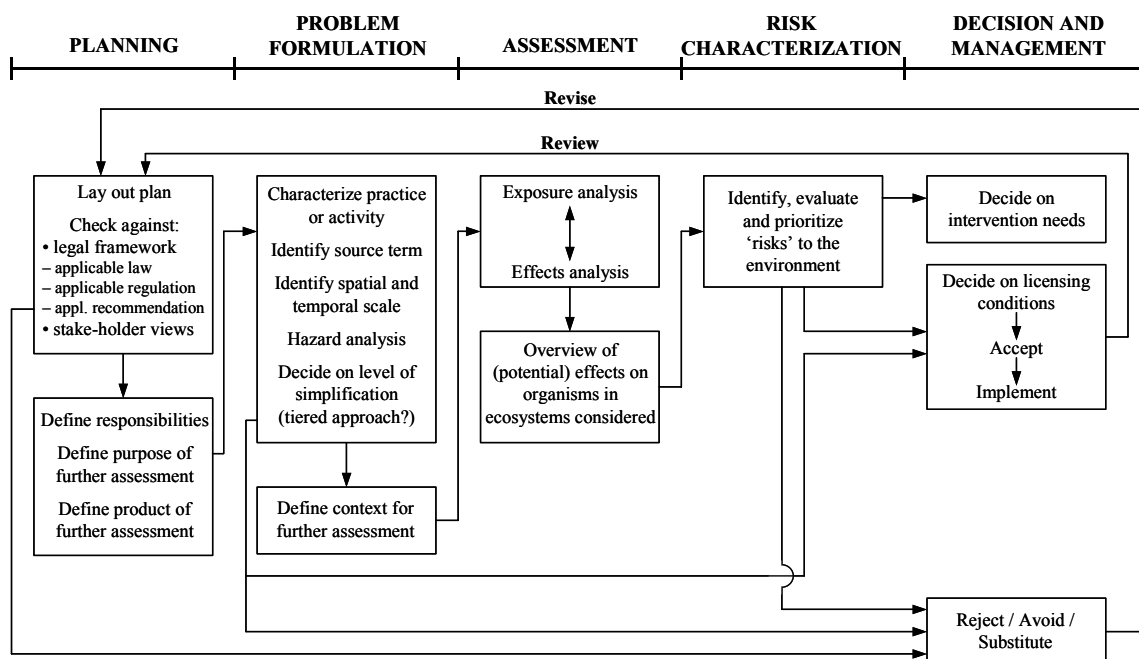 PLANNING
PROBLEM
FORMULATION
ASSESSMENT
RISK
CHARACTERIZATION
DECISION AND
MANAGEMENT
Revise
Review
Lay out plan
Check against:
• legal framework
– applicable law
– applicable regulation
– appl. recommendation
• stake-holder views
Define responsibilities
Define purpose of
further assessment
Define product of
further assessment
Characterize practice
or activity
Identify source term
Identify spatial and
temporal scale
Hazard analysis
Decide on level of
simplification
(tiered approach?)
Define context for
further assessment
Exposure analysis
Effects analysis
Overview of
(potential) effects on
organisms in
ecosystems considered
Identify, evaluate
and prioritize
‘risks’ to the
environment
Decide on
intervention needs
Decide on licensing
conditions
Accept
Implement
Reject / Avoid /
Substitute